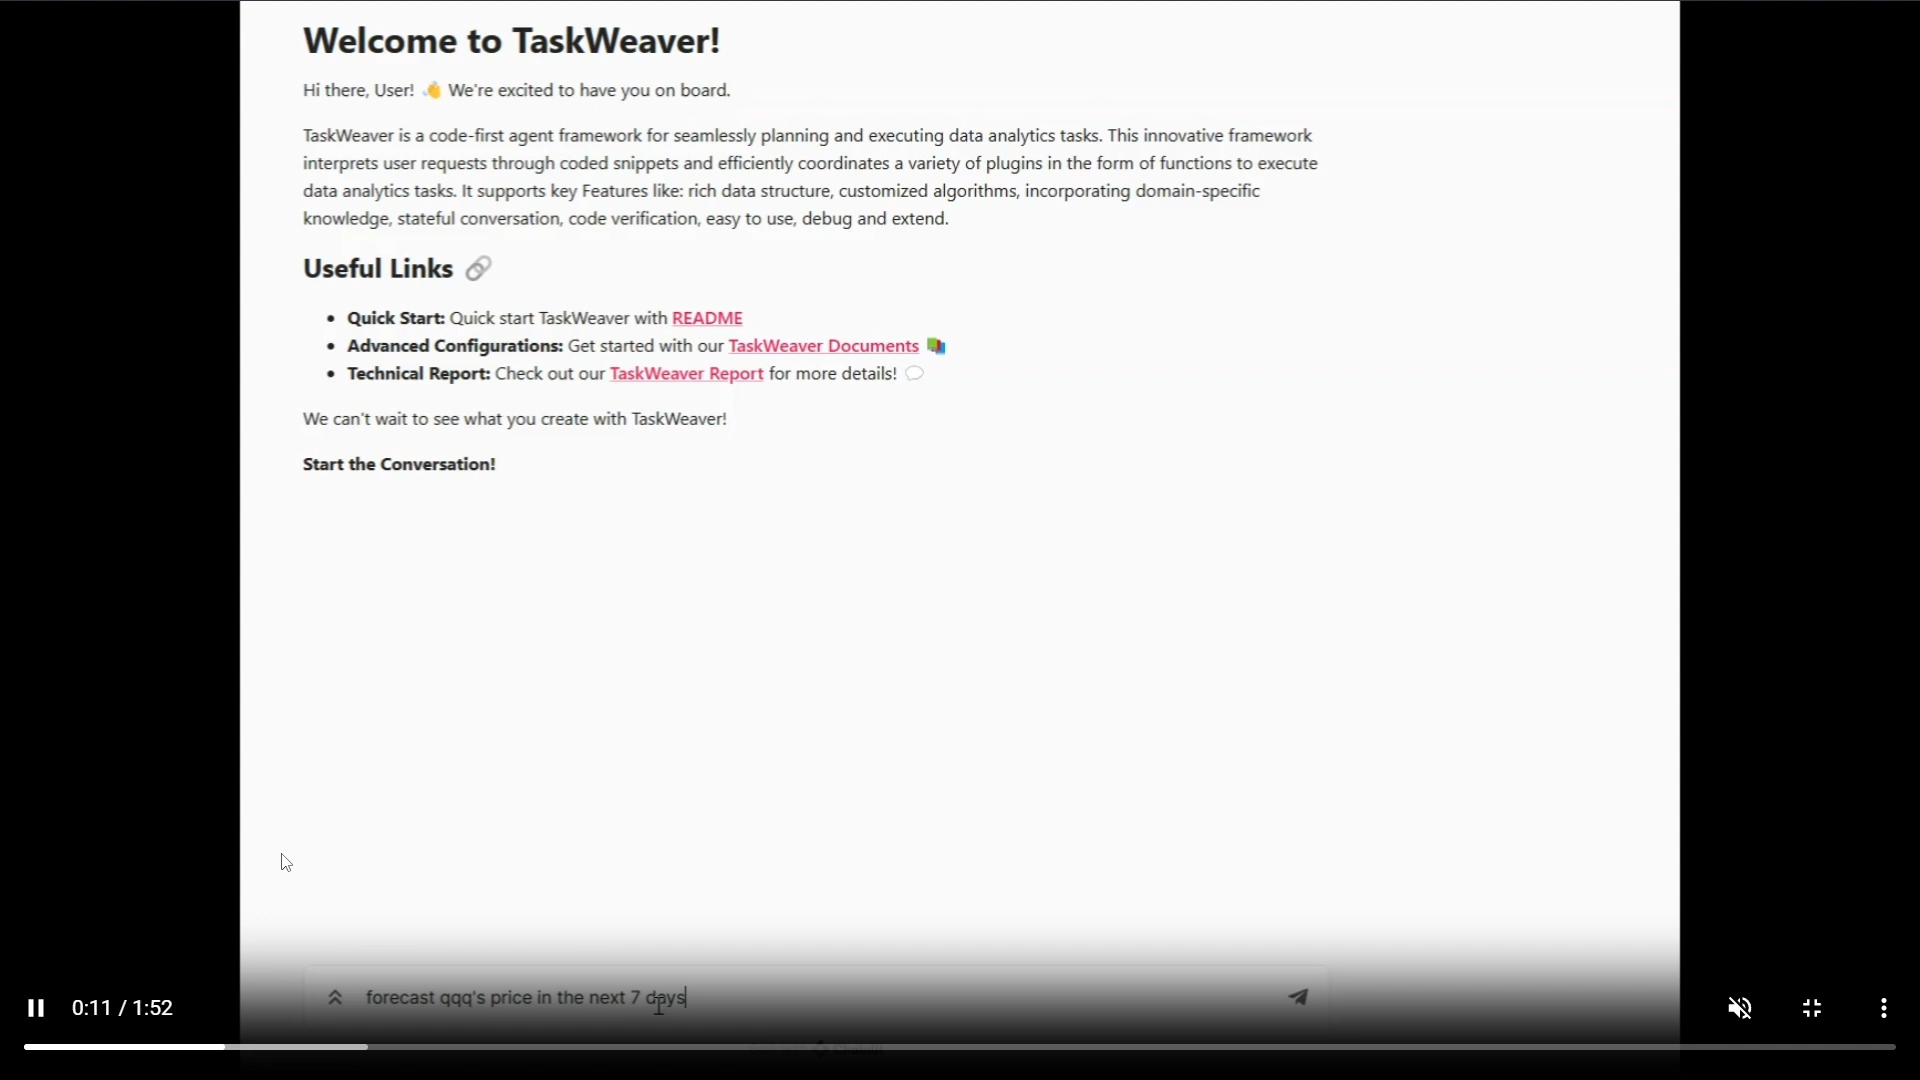 Welcome to TaskWeaver!
Hi there, User! 👋 We're excited to have you on board.
TaskWeaver is a code-first agent framework for seamlessly planning and executing data analytics tasks. This innovative framework
interprets user requests through coded snippets and efficiently coordinates a variety of plugins in the form of functions to execute
data analytics tasks. It supports key Features like: rich data structure, customized algorithms, incorporating domain-specific
knowledge, stateful conversation, code verification, easy to use, debug and extend.
Useful Links 🔗
• Quick Start: Quick start TaskWeaver with README
• Advanced Configurations: Get started with our TaskWeaver Documents 📚
• Technical Report: Check out our TaskWeaver Report for more details! 💬
We can't wait to see what you create with TaskWeaver!
Start the Conversation!
forecast qqq's price in the next 7 days
0:11 / 1:52